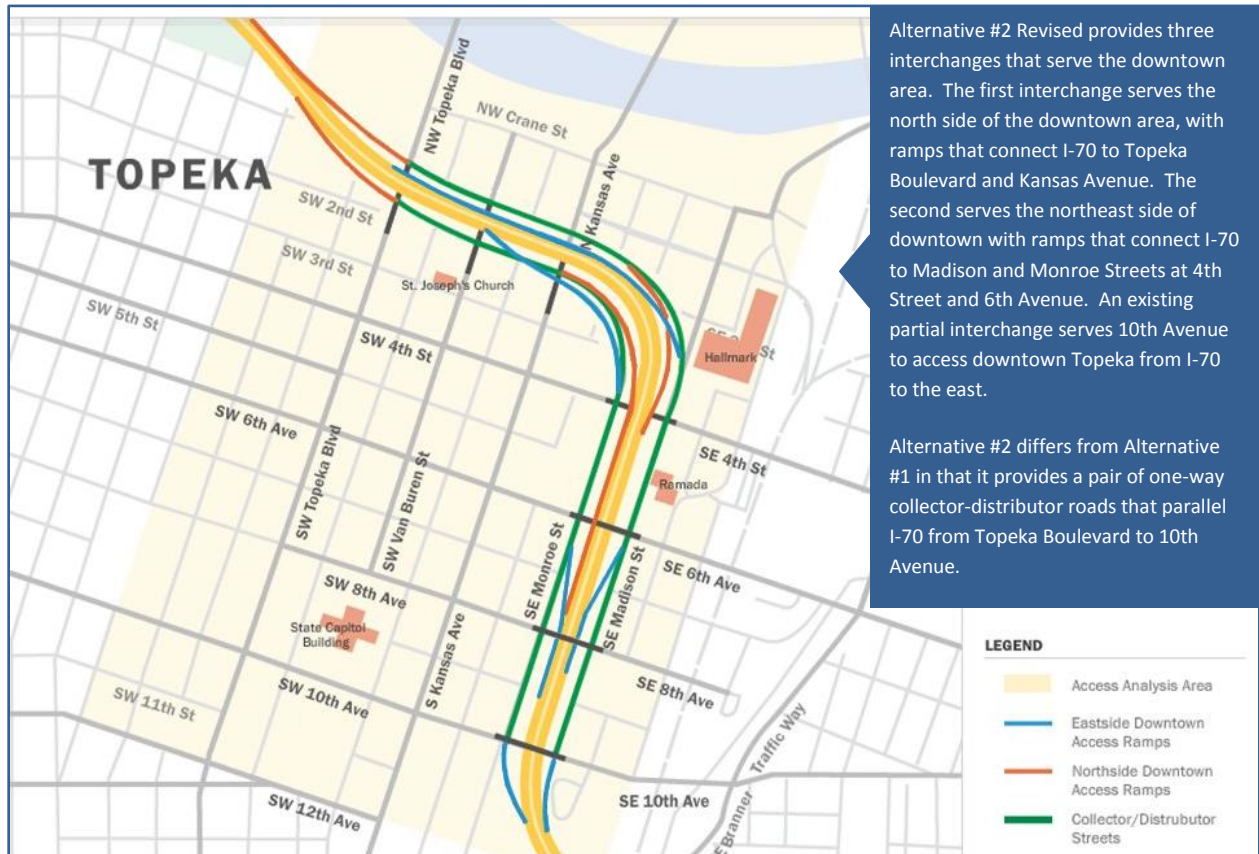 Alternative #2 Revised provides three
interchanges that serve the downtown
area. The first interchange serves the
north side of the downtown area, with
ramps that connect I-70 to Topeka
Boulevard and Kansas Avenue. The
second serves the northeast side of
downtown with ramps that connect I-70
to Madison and Monroe Streets at 4th
Street and 6th Avenue. An existing
partial interchange serves 10th Avenue
to access downtown Topeka from I-70
to the east.
Alternative #2 differs from Alternative
#1 in that it provides a pair of one-way
collector-distributor roads that parallel
I-70 from Topeka Boulevard to 10th
Avenue.
TOPEKA
NW Topeka Blvd
NW Crane St
N Kansas Ave
SW 2nd St
SW 3rd St
St. Joseph's Church
SW 5th St
SW 4th St
Hallmark
St
SW 6th Ave
SE 4th St
Ramada
SW Topeka Blvd
SW Van Buren St
SE Monroe St
SE Madison St
SE 6th Ave
SW 8th Ave
State Capitol
Building
S Kansas Ave
SE 8th Ave
SW 10th Ave
SW 11th St
SW 12th Ave
SE 10th Ave
Branner Traffic Way
LEGEND
Access Analysis Area
Eastside Downtown
Access Ramps
Northside Downtown
Access Ramps
Collector/Distrubutor
Streets